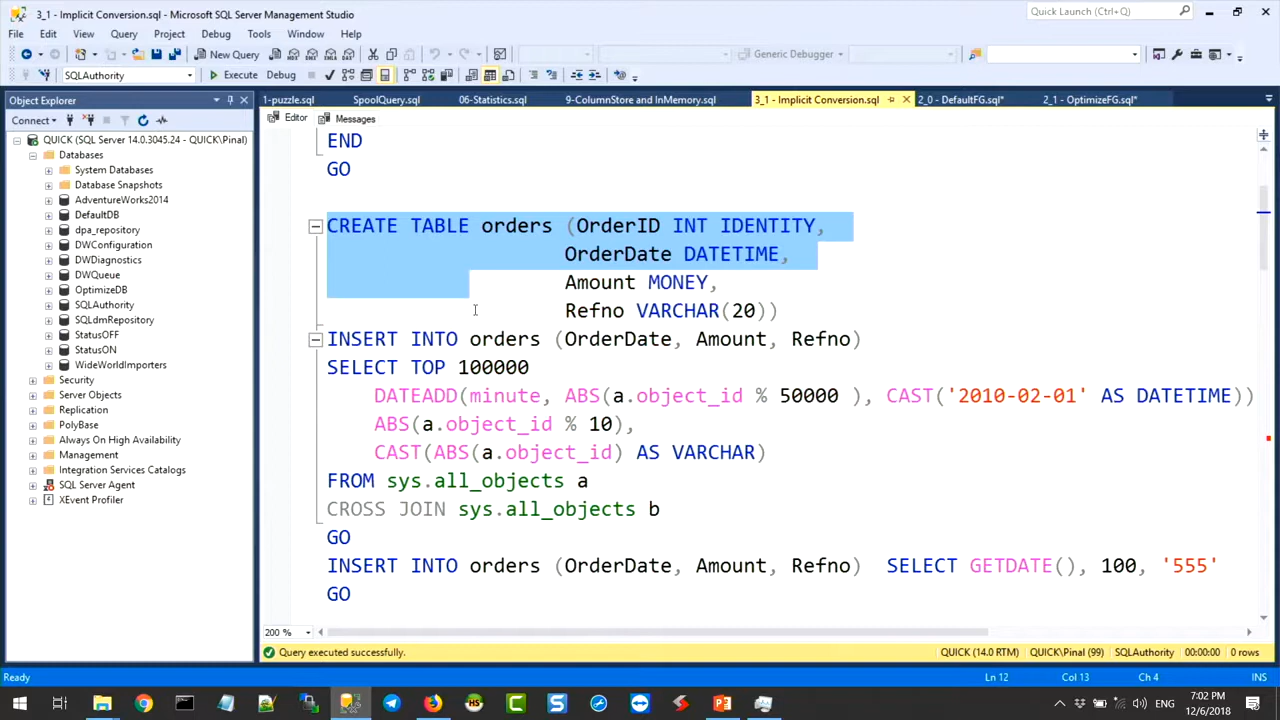 3_1 - Implicit Conversion.sql - Microsoft SQL Server Management Studio
Quick Launch (Ctrl+Q)
File Edit View Query Project Debug Tools Window Help
New Query
Generic Debugger
SQLAuthority
Execute Debug
Object Explorer
1-puzzle.sql SpoolQuery.sql 06-Statistics.sql 9-ColumnStore and InMemory.sql 3_1 - Implicit Conversion.sql 2_0 - DefaultFG.sql* 2_1 - OptimizeFG.sql*
Connect
Editor Messages
QUICK (SQL Server 14.0.3045.24 - QUICK\Pinal)
Databases
System Databases
Database Snapshots
AdventureWorks2014
DefaultDB
dpa_repository
DWConfiguration
DWDiagnostics
DWQueue
OptimizeDB
SQLAuthority
SQLdmRepository
StatusOFF
StatusON
WideWorldImporters
Security
Server Objects
Replication
PolyBase
Always On High Availability
Management
Integration Services Catalogs
SQL Server Agent
XEvent Profiler
END
GO
CREATE TABLE orders (OrderID INT IDENTITY,
OrderDate DATETIME,
Amount MONEY,
Refno VARCHAR(20))
INSERT INTO orders (OrderDate, Amount, Refno)
SELECT TOP 100000
DATEADD(minute, ABS(a.object_id % 50000 ), CAST('2010-02-01' AS DATETIME))
ABS(a.object_id % 10),
CAST(ABS(a.object_id) AS VARCHAR)
FROM sys.all_objects a
CROSS JOIN sys.all_objects b
GO
INSERT INTO orders (OrderDate, Amount, Refno) SELECT GETDATE(), 100, '555'
GO
200 %
Query executed successfully. QUICK (14.0 RTM) QUICK\Pinal (99) SQLAuthority 00:00:00 0 rows
Ready Ln 12 Col 13 Ch 4 INS
7:02 PM
12/6/2018